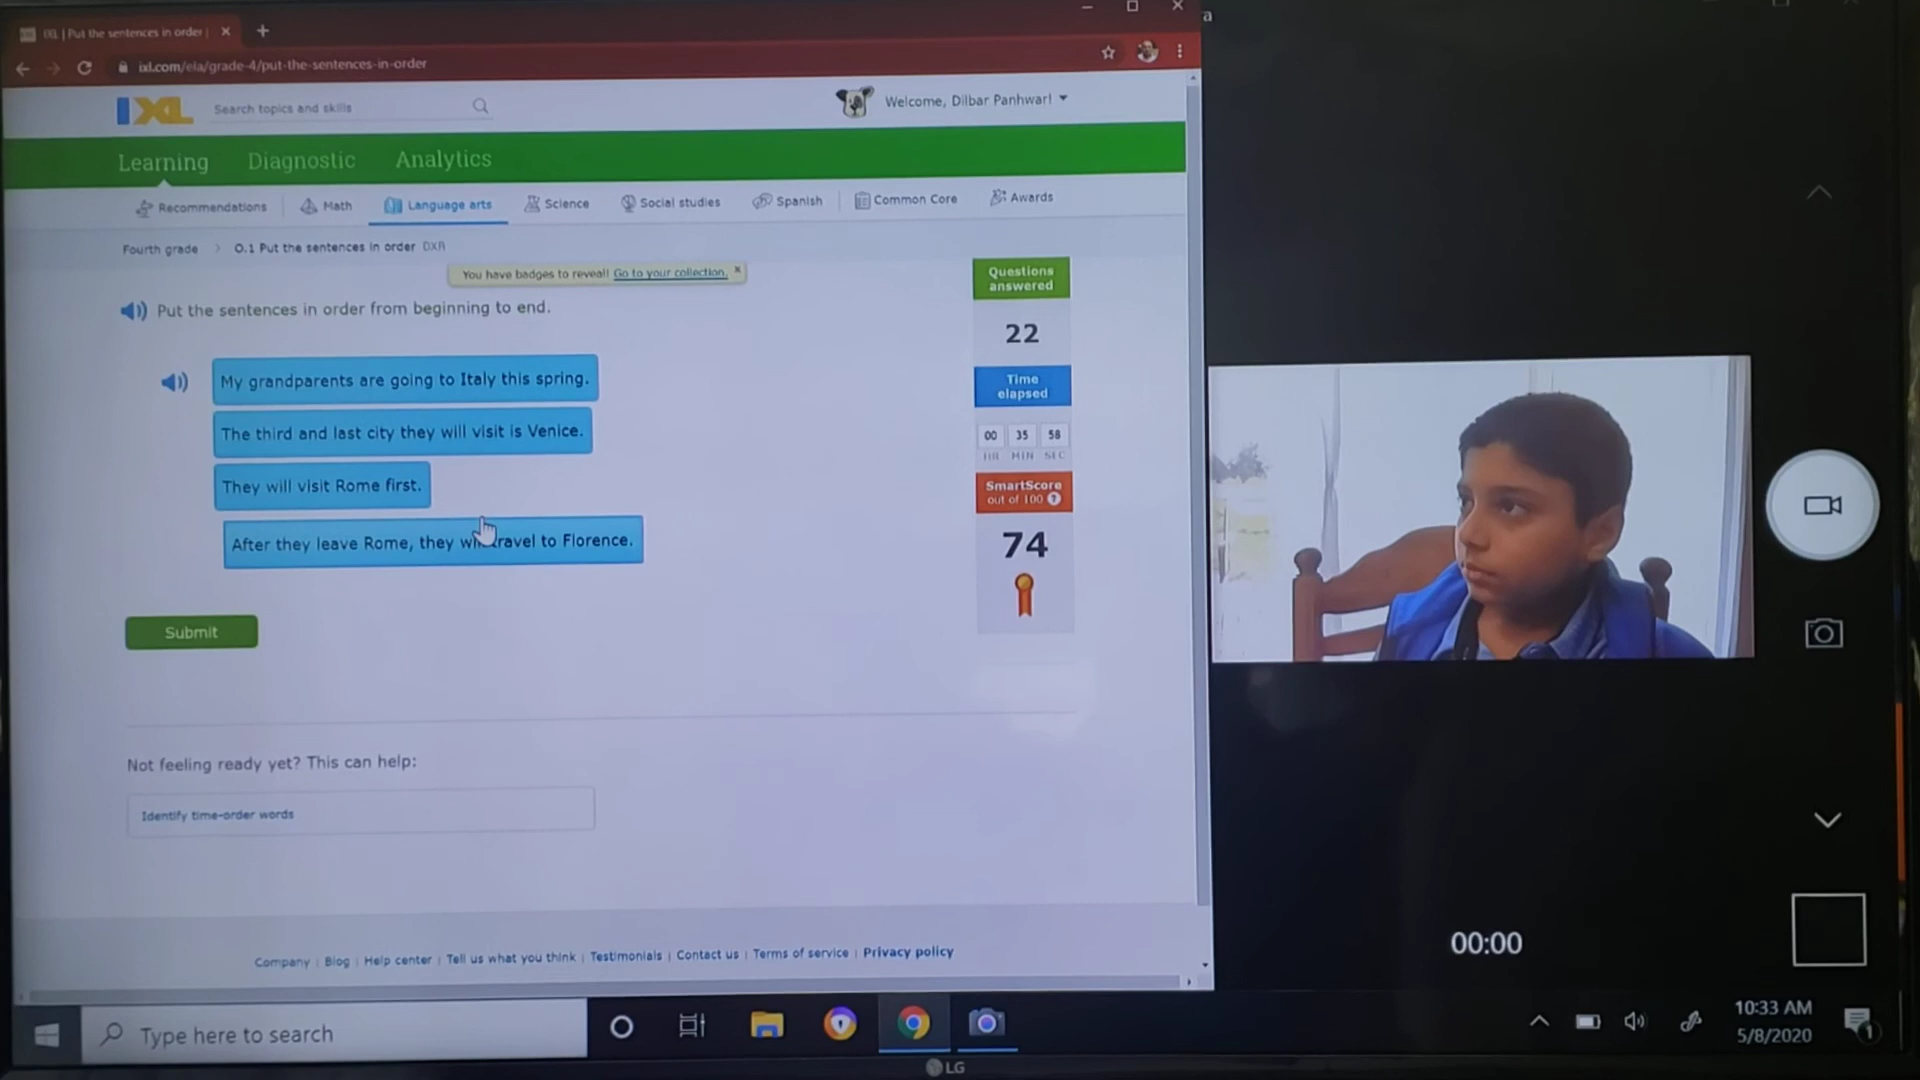 IXL | Put the sentences in order |
a
ixl.com/ela/grade-4/put-the-sentences-in-order
IXL
Search topics and skills
Welcome, Dilbar Panhwar!
Learning
Diagnostic
Analytics
Recommendations
Math
Language arts
Science
Social studies
Spanish
Common Core
Awards
Fourth grade > O.1 Put the sentences in order DXR
You have badges to reveal! Go to your collection. x
Put the sentences in order from beginning to end.
My grandparents are going to Italy this spring.
The third and last city they will visit is Venice.
They will visit Rome first.
After they leave Rome, they travel to Florence.
Submit
Questions
answered
22
Time
elapsed
00 35 58
HR MIN SEC
SmartScore
out of 100 ?
74
Not feeling ready yet? This can help:
Identify time-order words
Company | Blog | Help center | Tell us what you think | Testimonials | Contact us | Terms of service | Privacy policy
00:00
Type here to search
10:33 AM
5/8/2020
1
LG